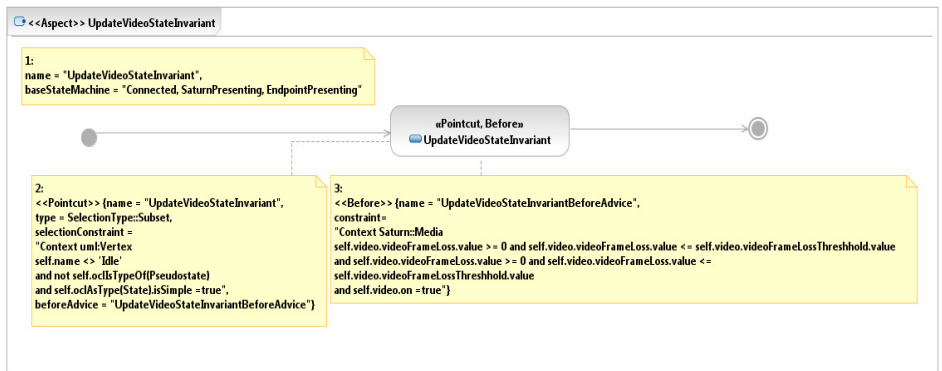 <<Aspect>> UpdateVideoStateInvariant
1:
name = "UpdateVideoStateInvariant",
baseStateMachine = "Connected, SaturnPresenting, EndpointPresenting"
«Pointcut, Before»
UpdateVideoStateInvariant
2:
<<Pointcut>> {name = "UpdateVideoStateInvariant",
type = SelectionType::Subset,
selectionConstraint =
"Context uml:Vertex
self.name <> 'Idle'
and not self.oclIsTypeOf(Pseudostate)
and self.oclAsType(State).isSimple =true",
beforeAdvice = "UpdateVideoStateInvariantBeforeAdvice"}
3:
<<Before>> {name = "UpdateVideoStateInvariantBeforeAdvice",
constraint=
"Context Saturn::Media
self.video.videoFrameLoss.value >= 0 and self.video.videoFrameLoss.value <= self.video.videoFrameLossThreshhold.value
and self.video.videoFrameLoss.value >= 0 and self.video.videoFrameLoss.value <=
self.video.videoFrameLossThreshhold.value
and self.video.on =true"}